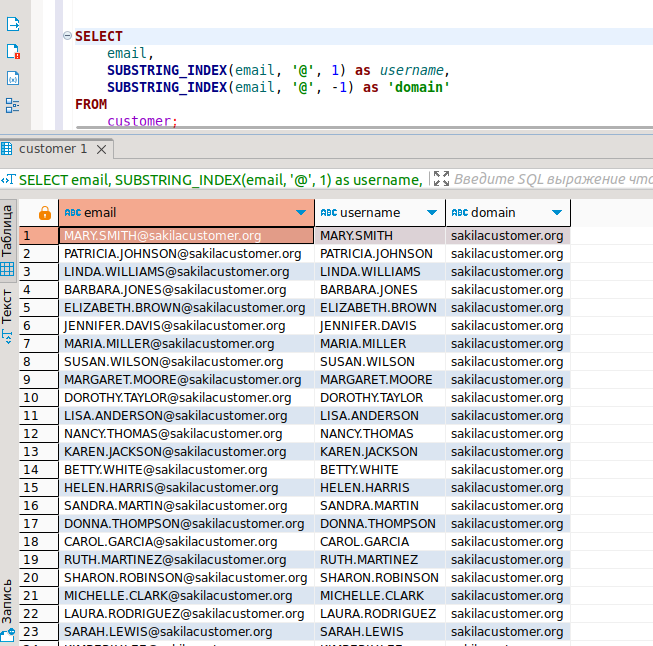 SELECT
email,
SUBSTRING_INDEX(email, '@', 1) as username,
SUBSTRING_INDEX(email, '@', -1) as 'domain'
FROM
customer;
customer 1
SELECT email, SUBSTRING_INDEX(email, '@', 1) as username,
Введите SQL выражение что
Таблица
Текст
Запись
ABC email ABC username ABC domain
1 MARY.SMITH@sakilacustomer.org MARY.SMITH sakilacustomer.org
2 PATRICIA.JOHNSON@sakilacustomer.org PATRICIA.JOHNSON sakilacustomer.org
3 LINDA.WILLIAMS@sakilacustomer.org LINDA.WILLIAMS sakilacustomer.org
4 BARBARA.JONES@sakilacustomer.org BARBARA.JONES sakilacustomer.org
5 ELIZABETH.BROWN@sakilacustomer.org ELIZABETH.BROWN sakilacustomer.org
6 JENNIFER.DAVIS@sakilacustomer.org JENNIFER.DAVIS sakilacustomer.org
7 MARIA.MILLER@sakilacustomer.org MARIA.MILLER sakilacustomer.org
8 SUSAN.WILSON@sakilacustomer.org SUSAN.WILSON sakilacustomer.org
9 MARGARET.MOORE@sakilacustomer.org MARGARET.MOORE sakilacustomer.org
10 DOROTHY.TAYLOR@sakilacustomer.org DOROTHY.TAYLOR sakilacustomer.org
11 LISA.ANDERSON@sakilacustomer.org LISA.ANDERSON sakilacustomer.org
12 NANCY.THOMAS@sakilacustomer.org NANCY.THOMAS sakilacustomer.org
13 KAREN.JACKSON@sakilacustomer.org KAREN.JACKSON sakilacustomer.org
14 BETTY.WHITE@sakilacustomer.org BETTY.WHITE sakilacustomer.org
15 HELEN.HARRIS@sakilacustomer.org HELEN.HARRIS sakilacustomer.org
16 SANDRA.MARTIN@sakilacustomer.org SANDRA.MARTIN sakilacustomer.org
17 DONNA.THOMPSON@sakilacustomer.org DONNA.THOMPSON sakilacustomer.org
18 CAROL.GARCIA@sakilacustomer.org CAROL.GARCIA sakilacustomer.org
19 RUTH.MARTINEZ@sakilacustomer.org RUTH.MARTINEZ sakilacustomer.org
20 SHARON.ROBINSON@sakilacustomer.org SHARON.ROBINSON sakilacustomer.org
21 MICHELLE.CLARK@sakilacustomer.org MICHELLE.CLARK sakilacustomer.org
22 LAURA.RODRIGUEZ@sakilacustomer.org LAURA.RODRIGUEZ sakilacustomer.org
23 SARAH.LEWIS@sakilacustomer.org SARAH.LEWIS sakilacustomer.org